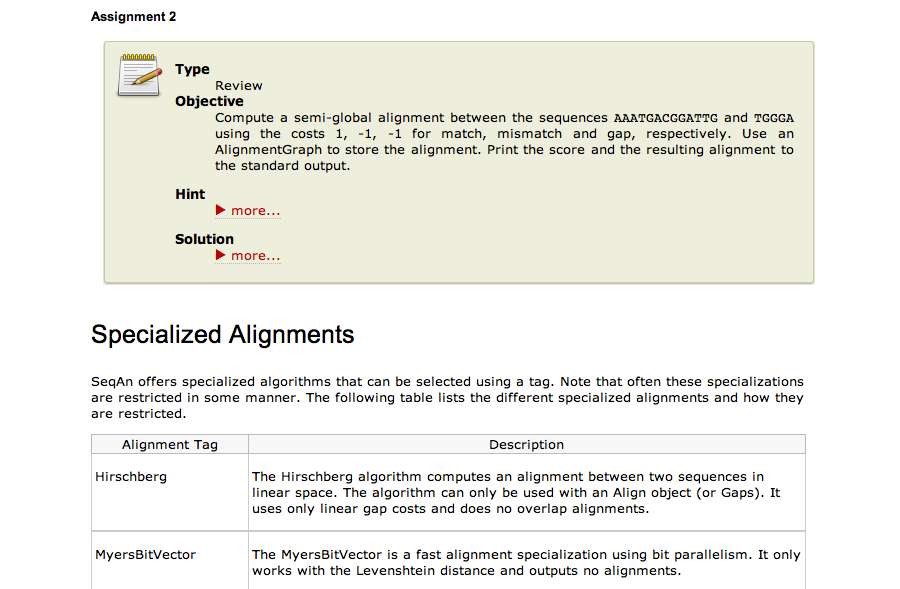 Assignment 2
Type
Review
Objective
Compute a semi-global alignment between the sequences AAATGACGGATTG and TGGGA
using the costs 1, -1, -1 for match, mismatch and gap, respectively. Use an
AlignmentGraph to store the alignment. Print the score and the resulting alignment to
the standard output.
Hint
more...
Solution
more...
Specialized Alignments
SeqAn offers specialized algorithms that can be selected using a tag. Note that often these specializations
are restricted in some manner. The following table lists the different specialized alignments and how they
are restricted.
Alignment Tag Description
Hirschberg
The Hirschberg algorithm computes an alignment between two sequences in
linear space. The algorithm can only be used with an Align object (or Gaps). It
uses only linear gap costs and does no overlap alignments.
MyersBitVector
The MyersBitVector is a fast alignment specialization using bit parallelism. It only
works with the Levenshtein distance and outputs no alignments.